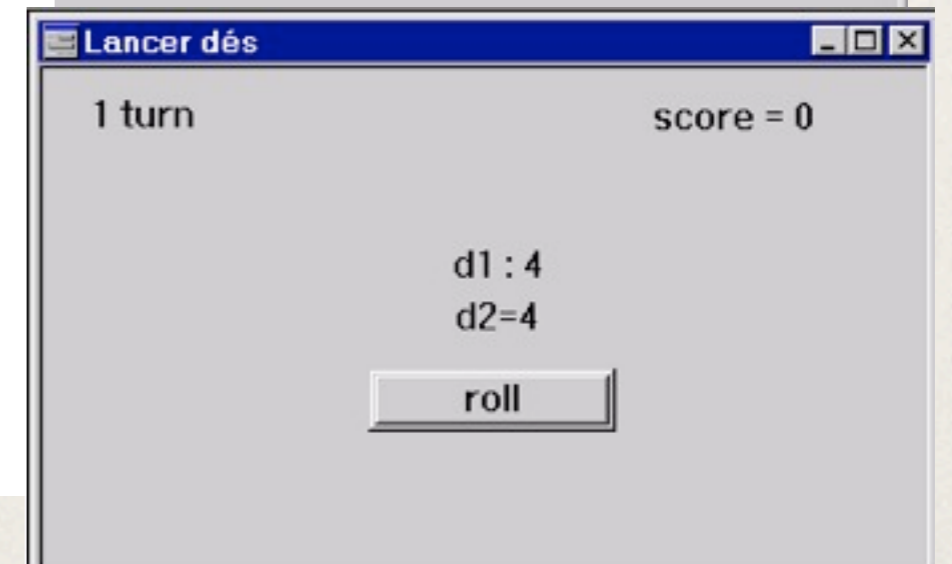 Lancer dés
1 turn
score = 0
d1 : 4
d2=4
roll